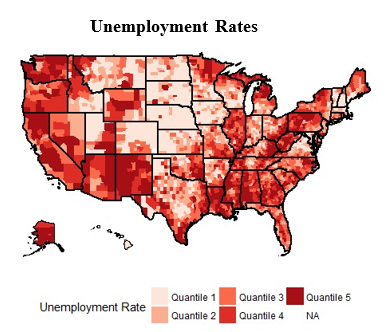 Unemployment Rates
Unemployment Rate
Quantile 1 Quantile 3 Quantile 5
Quantile 2 Quantile 4 NA